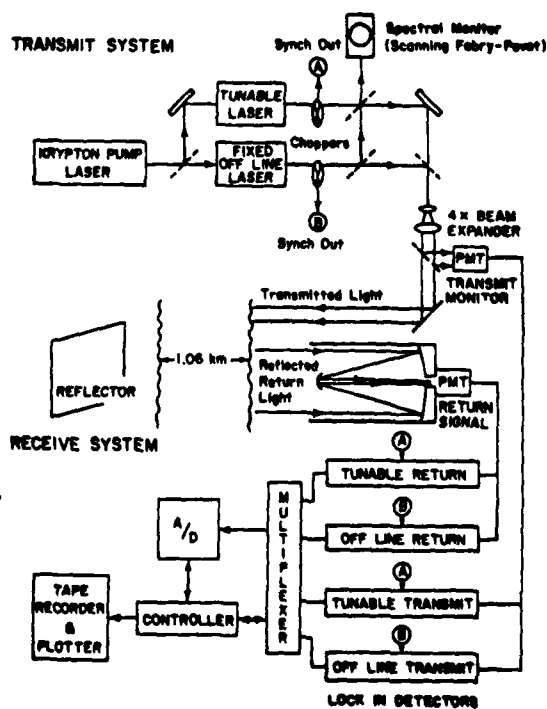 TRANSMIT SYSTEM
Spectral Monitor
(Scanning Fabry-Povot)
Synch Out
A
TUNABLE
LASER
Choppers
KRYPTON PUMP
LASER
FIXED
OFF LINE
LASER
B
Synch Out
4x BEAM
EXPANDER
PMT
TRANSMIT
MONITOR
Transmitted Light
1.06 km
REFLECTOR
Reflected
Return
Light
PMT
RETURN
SIGNAL
RECEIVE SYSTEM
A
TUNABLE RETURN
B
OFF LINE RETURN
MULTIPLEXER
A/D
A
TUNABLE TRANSMIT
TAPE
RECORDER
&
PLOTTER
CONTROLLER
B
OFF LINE TRANSMIT
LOCK IN DETECTORS